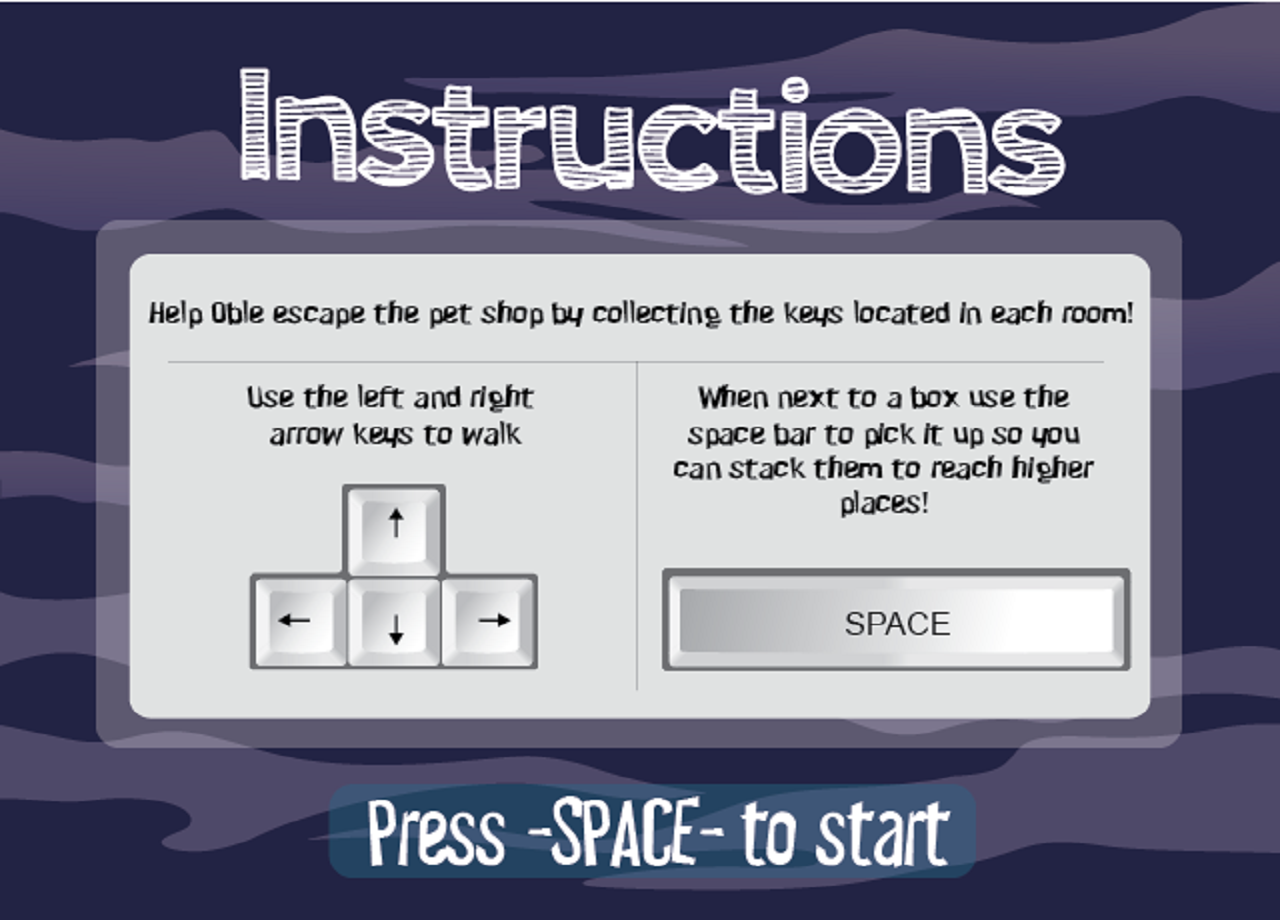 Instructions
Help Oble escape the pet shop by collecting the keys located in each room!
Use the left and right
arrow keys to walk
When next to a box use the
space bar to pick it up so you
can stack them to reach higher
places!
↑
← ↓ →
SPACE
Press -SPACE- to start